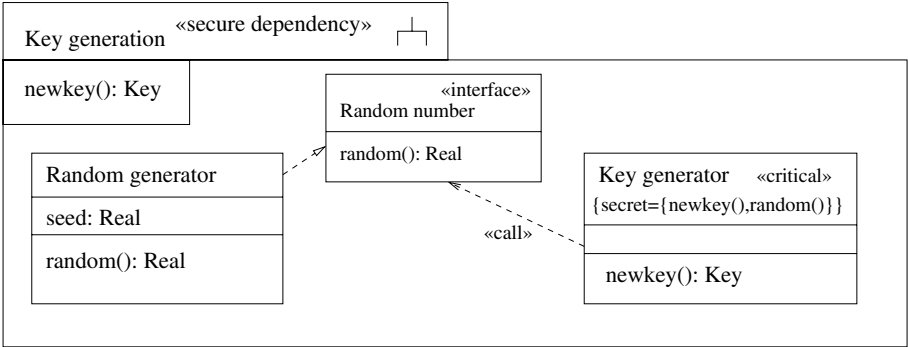 Key generation «secure dependency»
newkey(): Key
«interface»
Random number
random(): Real
Random generator
seed: Real
random(): Real
«call»
Key generator «critical»
{secret={newkey(),random()}}
newkey(): Key